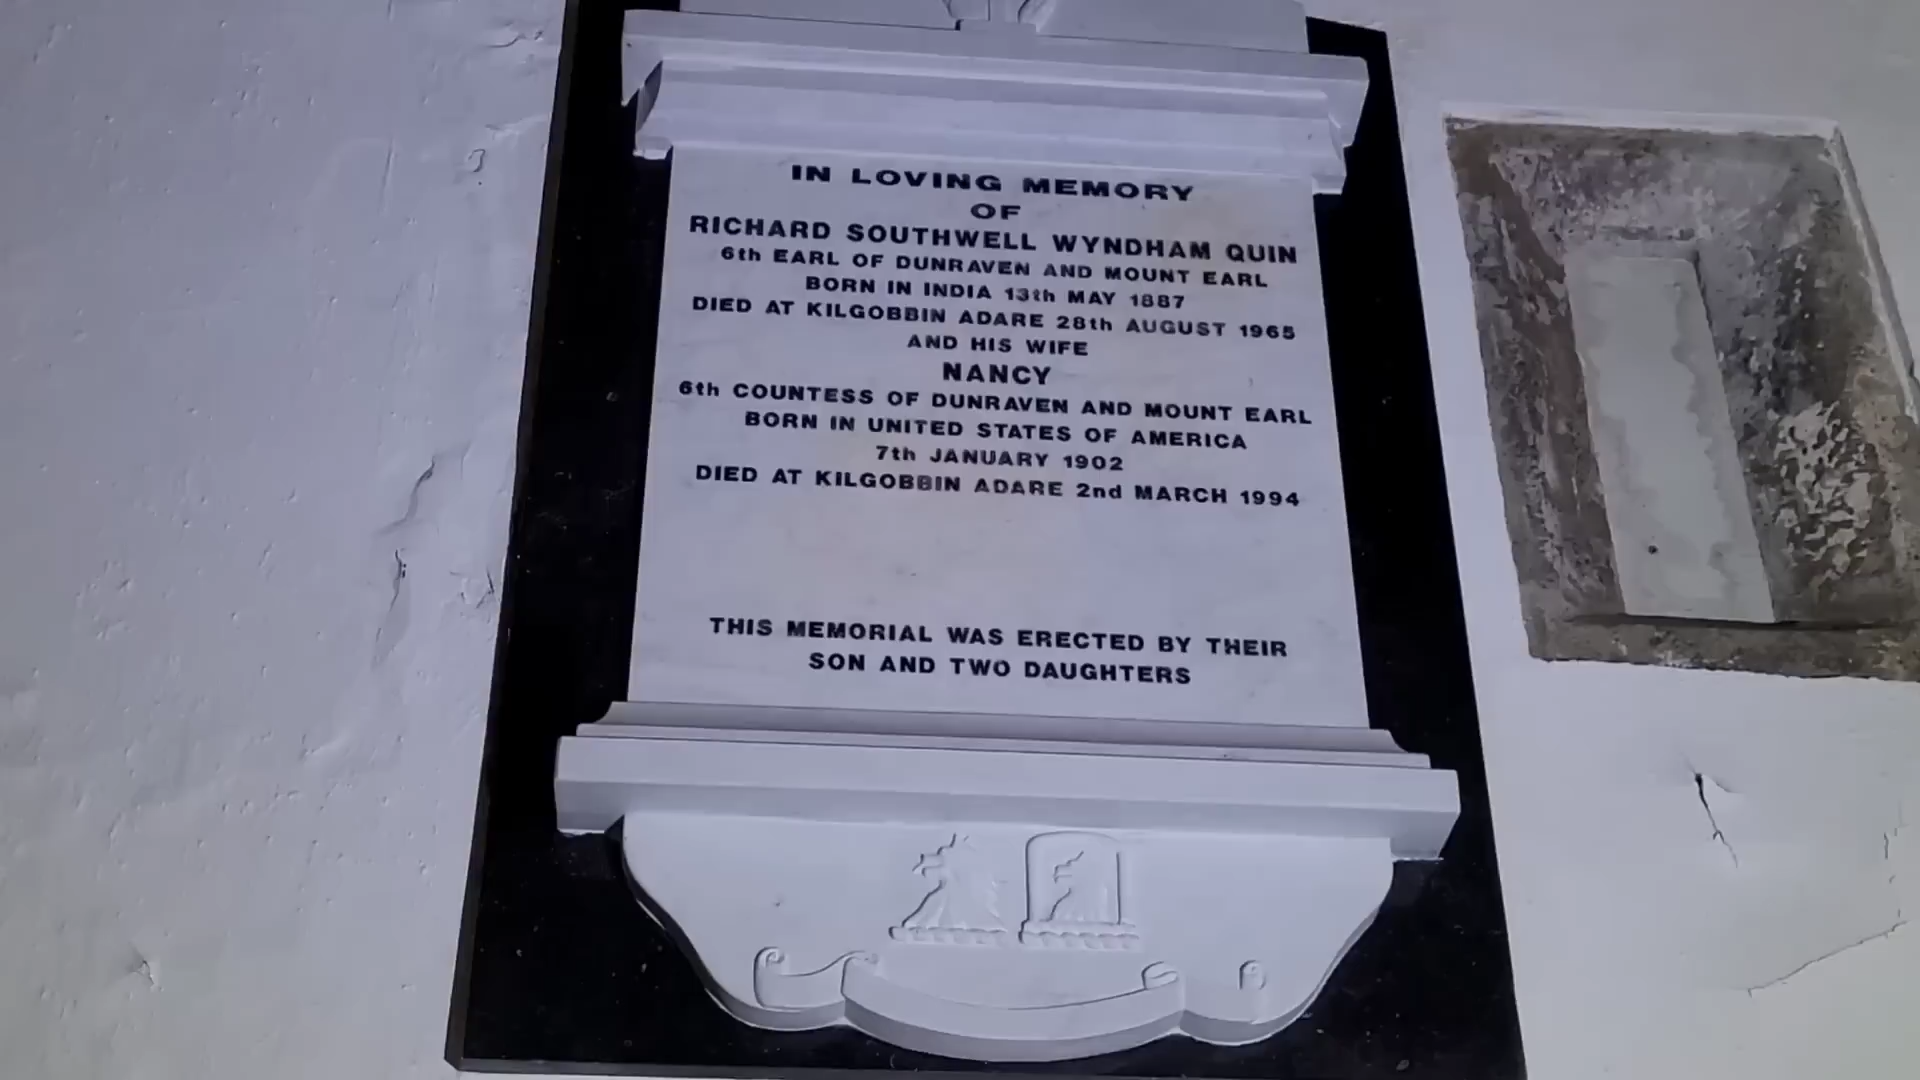 IN LOVING MEMORY
OF
RICHARD SOUTHWELL WYNDHAM QUIN
6th EARL OF DUNRAVEN AND MOUNT EARL
BORN IN INDIA 13th MAY 1887
DIED AT KILGOBBIN ADARE 28th AUGUST 1965
AND HIS WIFE
NANCY
6th COUNTESS OF DUNRAVEN AND MOUNT EARL
BORN IN UNITED STATES OF AMERICA
7th JANUARY 1902
DIED AT KILGOBBIN ADARE 2nd MARCH 1994
THIS MEMORIAL WAS ERECTED BY THEIR
SON AND TWO DAUGHTERS